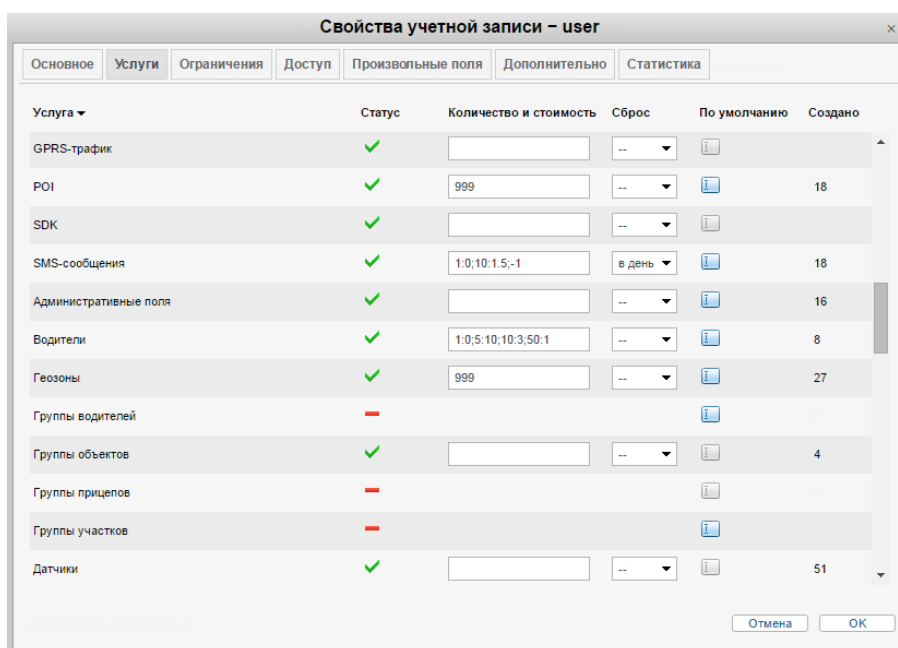 Свойства учетной записи – user ×
Основное Услуги Ограничения Доступ Произвольные поля Дополнительно Статистика
Услуга Статус Количество и стоимость Сброс По умолчанию Создано
GPRS-трафик --
POI 999 -- 18
SDK --
SMS-сообщения 1:0;10:1.5;-1 в день 18
Административные поля -- 16
Водители 1:0;5:10;10:3;50:1 -- 8
Геозоны 999 -- 27
Группы водителей
Группы объектов -- 4
Группы прицепов
Группы участков
Датчики -- 51
Отмена OK